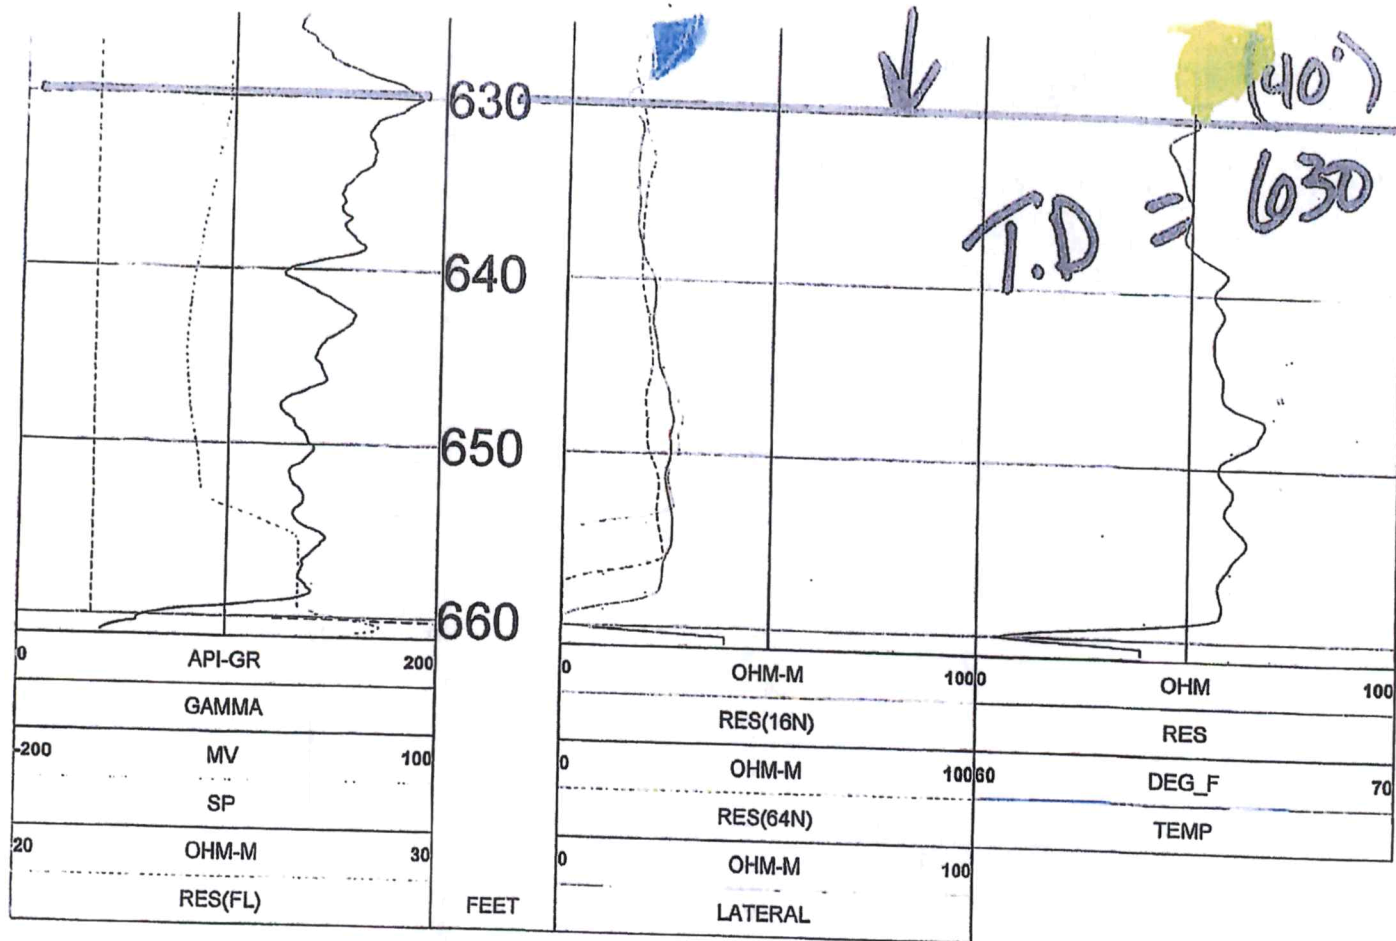 630
(40')
T.D = 630
640
650
660
0 API-GR 200
GAMMA
-200 MV 100
SP
20 OHM-M 30
RES(FL)
FEET
0 OHM-M 100
RES(16N)
0 OHM-M 100
RES(64N)
0 OHM-M 100
LATERAL
0 OHM 100
RES
60 DEG_F 70
TEMP